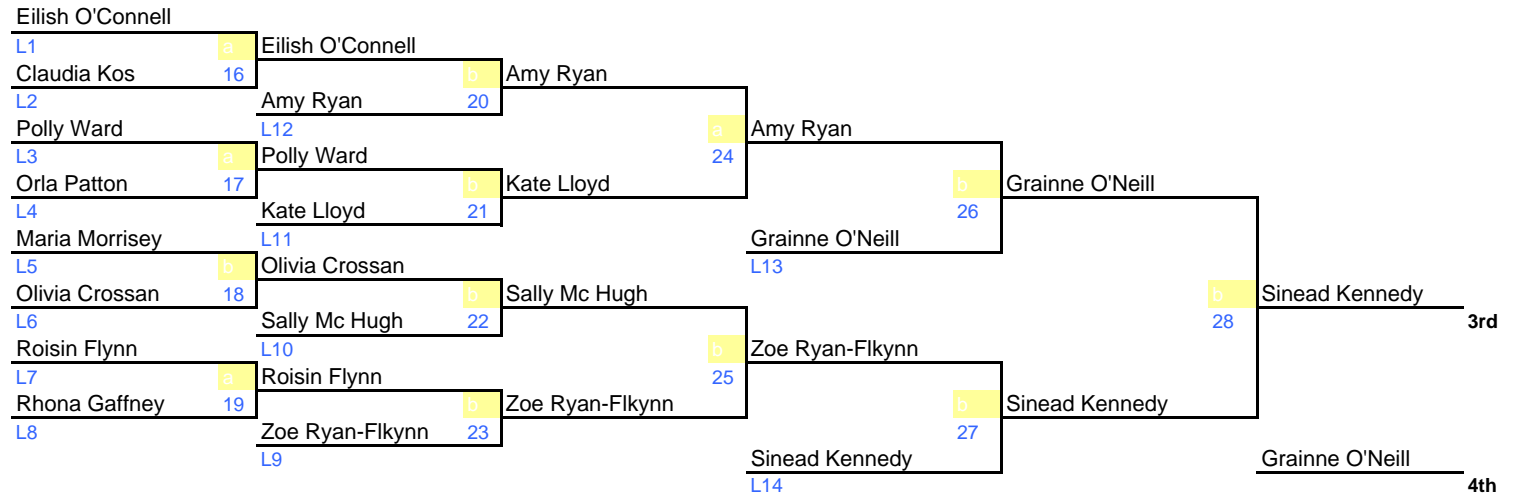 Eilish O'Connell
L1 a Eilish O'Connell
Claudia Kos 16 b Amy Ryan
L2 Amy Ryan 20
Polly Ward L12 a Amy Ryan
L3 a Polly Ward 24
Orla Patton 17 b Kate Lloyd b Grainne O'Neill
L4 Kate Lloyd 21 26
Maria Morrisey L11 Grainne O'Neill
L5 b Olivia Crossan L13
Olivia Crossan 18 b Sally Mc Hugh b Sinead Kennedy
L6 Sally Mc Hugh 22 28 3rd
Roisin Flynn L10 b Zoe Ryan-Flkynn
L7 a Roisin Flynn 25
Rhona Gaffney 19 b Zoe Ryan-Flkynn b Sinead Kennedy
L8 Zoe Ryan-Flkynn 23 27
L9 Sinead Kennedy Grainne O'Neill
L14 4th